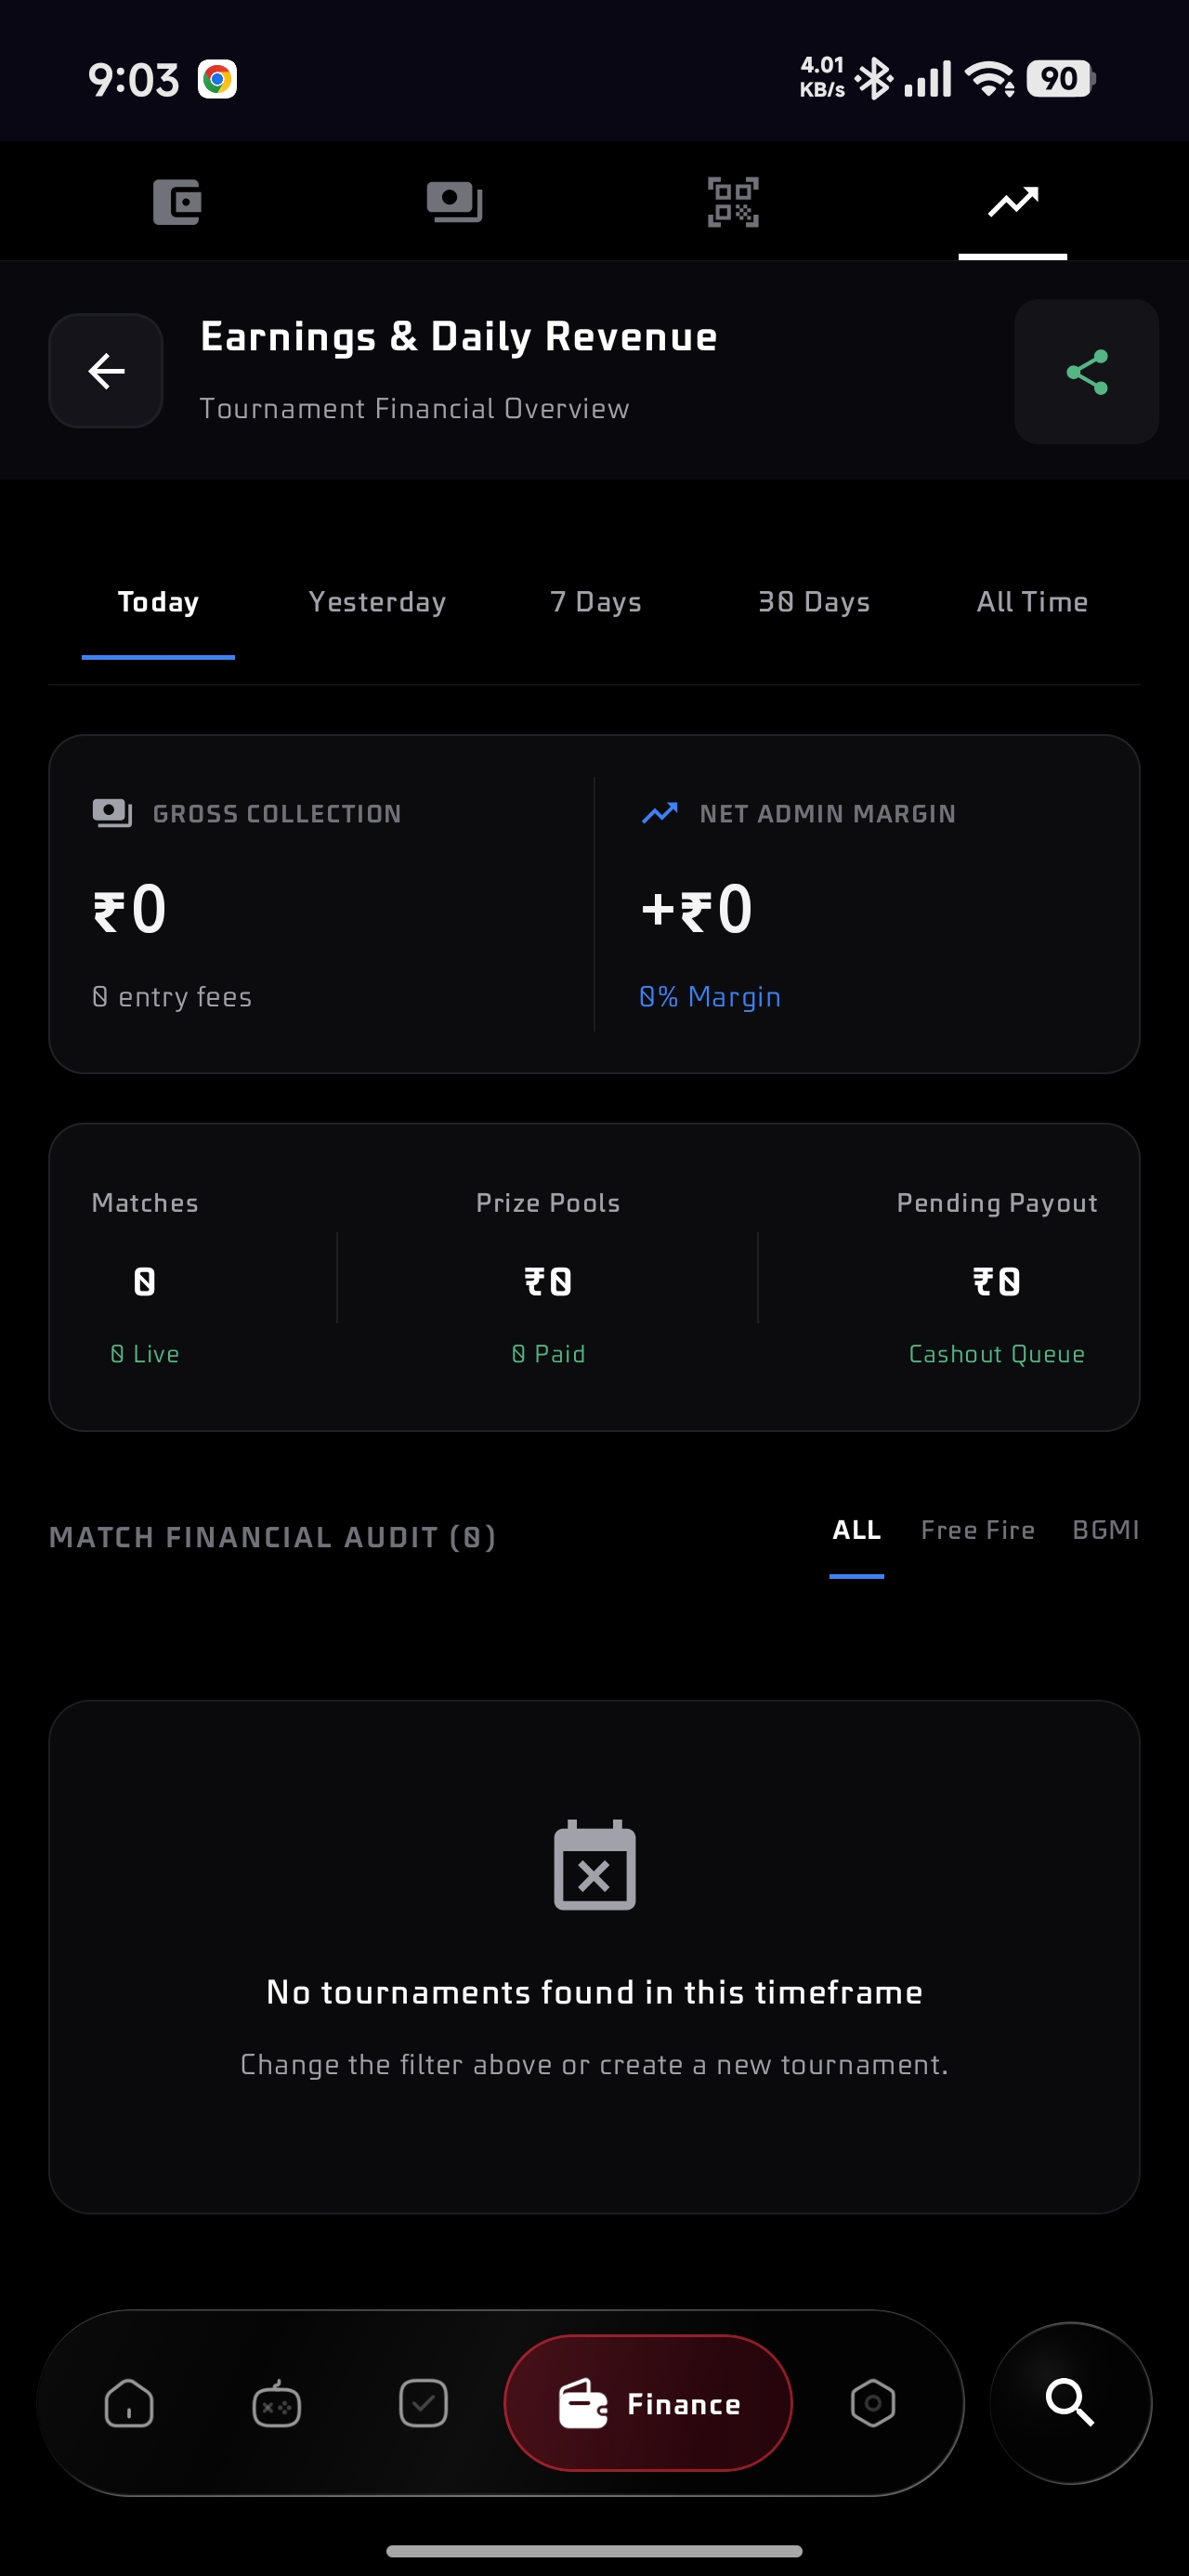 9:03
4.01
KB/s
90
Earnings & Daily Revenue
Tournament Financial Overview
Today Yesterday 7 Days 30 Days All Time
GROSS COLLECTION
₹0
0 entry fees
NET ADMIN MARGIN
+₹0
0% Margin
Matches
0
0 Live
Prize Pools
₹0
0 Paid
Pending Payout
₹0
Cashout Queue
MATCH FINANCIAL AUDIT (0)
ALL Free Fire BGMI
No tournaments found in this timeframe
Change the filter above or create a new tournament.
Finance